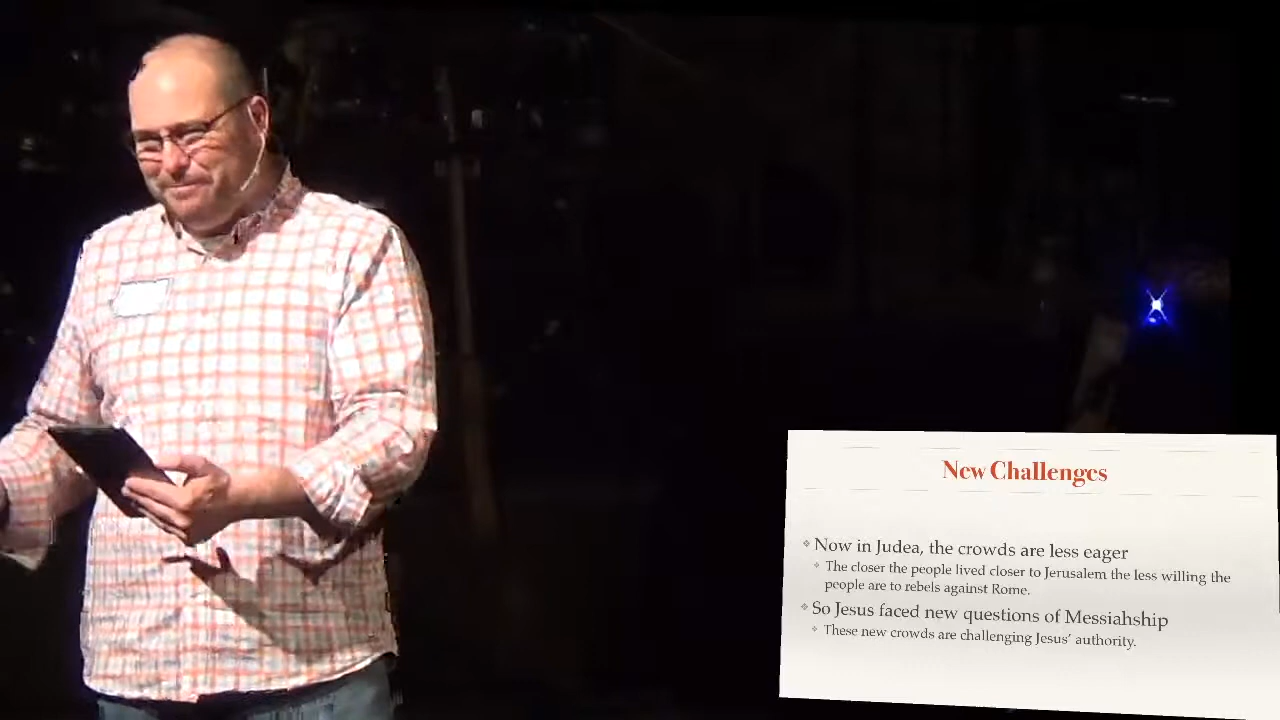 New Challenges
Now in Judea, the crowds are less eager
The closer the people lived closer to Jerusalem the less willing the
people are to rebels against Rome.
So Jesus faced new questions of Messiahship
These new crowds are challenging Jesus' authority.